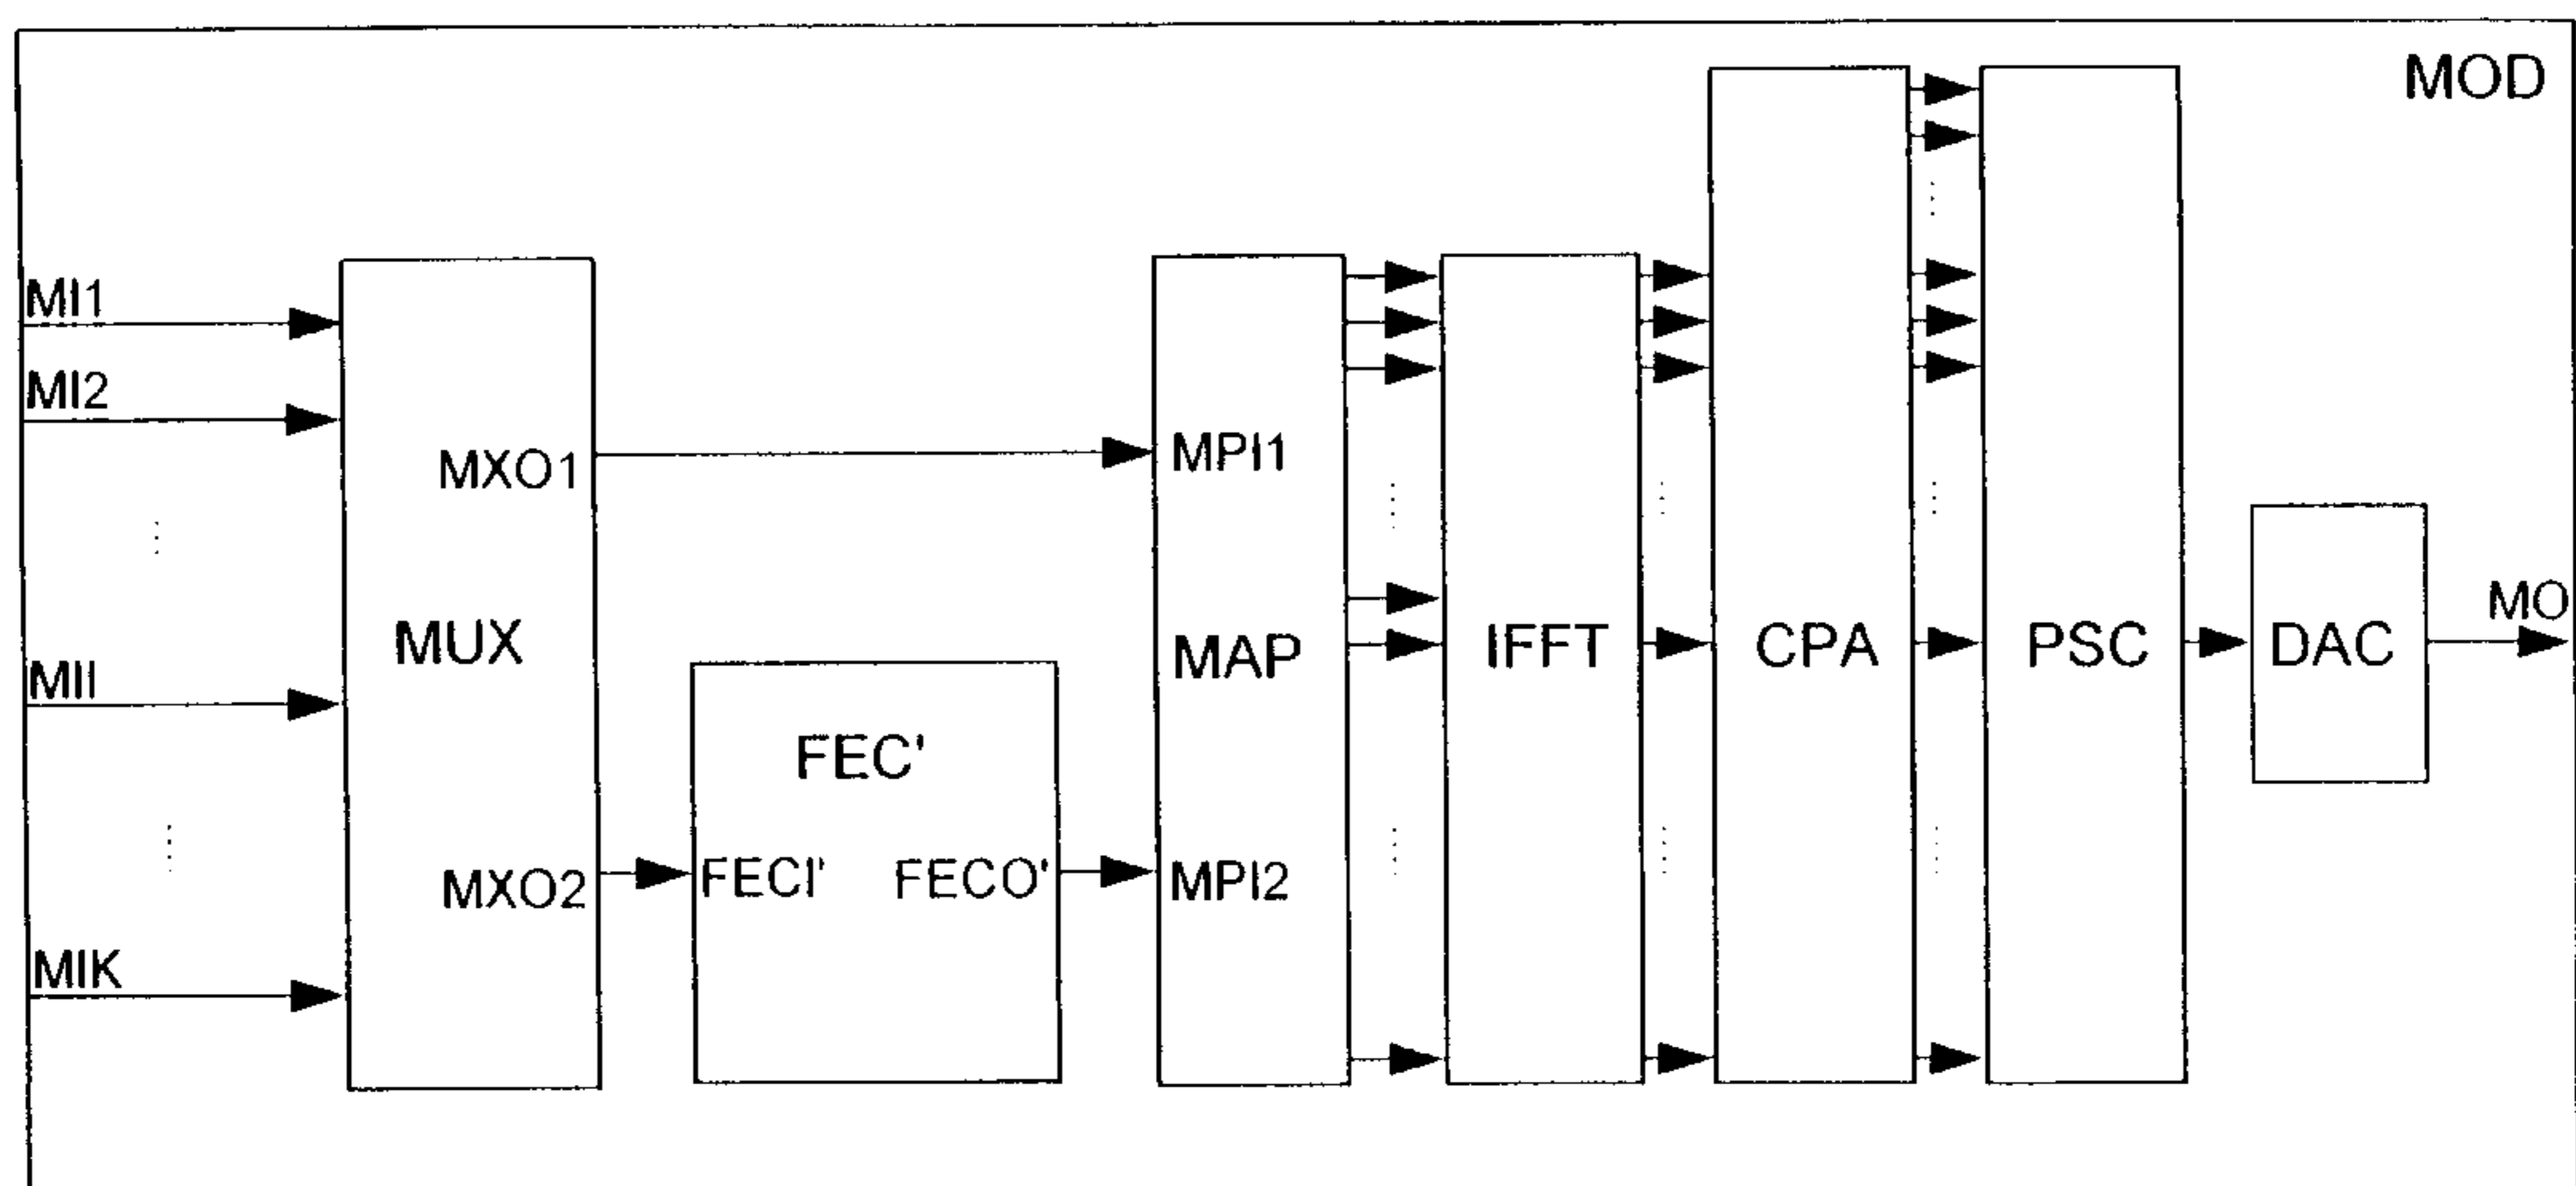 MOD
MI1
MI2
MXO1
MPI1
MO
MUX
MAP
IFFT
CPA
PSC
DAC
MII
FEC'
MXO2
FECI'
FECO'
MPI2
MIK